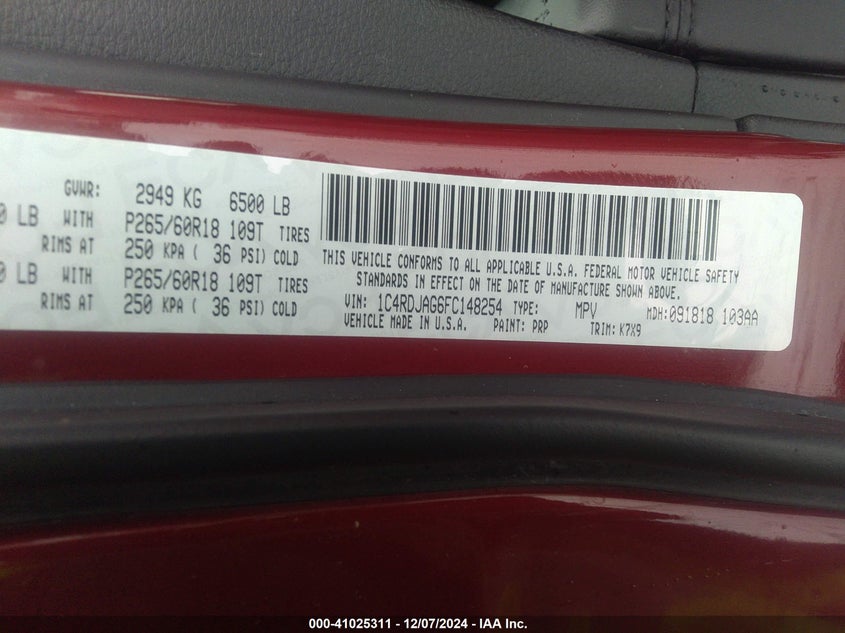 GVWR: 2949 KG 6500 LB
0 LB WITH P265/60R18 109T TIRES
RIMS AT 250 KPA ( 36 PSI) COLD
0 LB WITH P265/60R18 109T TIRES
RIMS AT 250 KPA ( 36 PSI) COLD
THIS VEHICLE CONFORMS TO ALL APPLICABLE U.S.A. FEDERAL MOTOR VEHICLE SAFETY
STANDARDS IN EFFECT ON THE DATE OF MANUFACTURE SHOWN ABOVE.
VIN: 1C4RDJAG6FC148254 TYPE: MPV MDH: 091818 103AA
VEHICLE MADE IN U.S.A. PAINT: PRP TRIM: K7X9
000-41025311 - 12/07/2024 - IAA Inc.